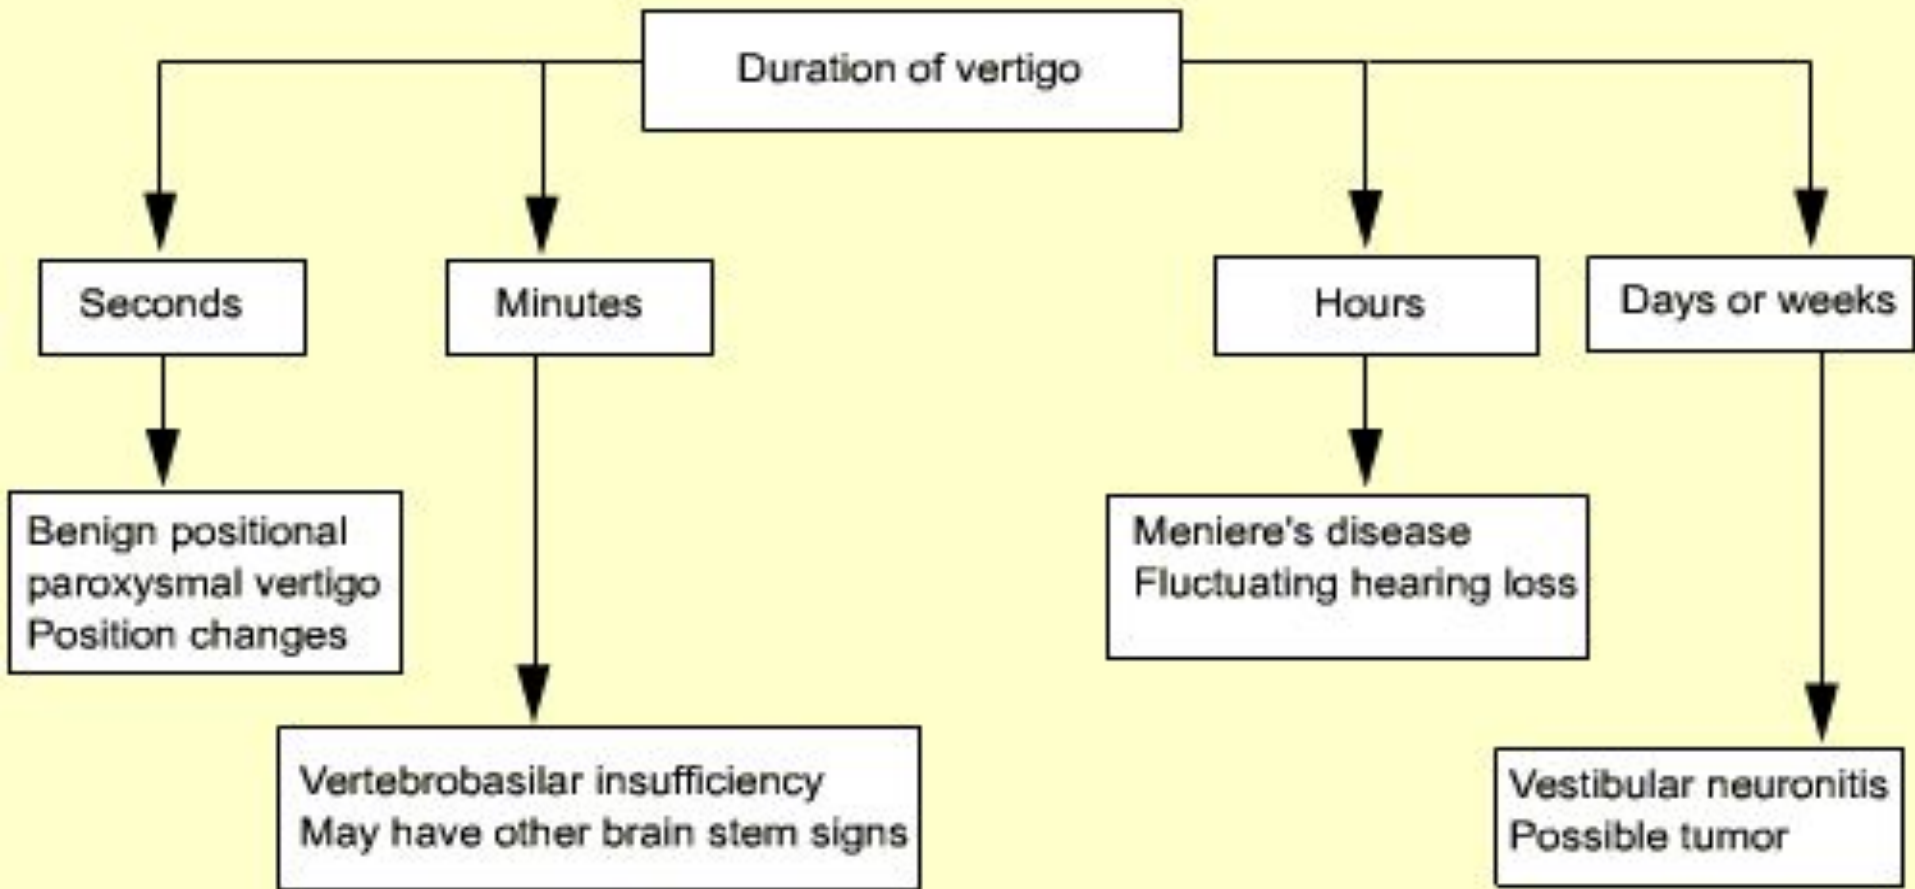 Duration of vertigo
Seconds
Minutes
Hours
Days or weeks
Benign positional
paroxysmal vertigo
Position changes
Meniere's disease
Fluctuating hearing loss
Vertebrobasilar insufficiency
May have other brain stem signs
Vestibular neuronitis
Possible tumor